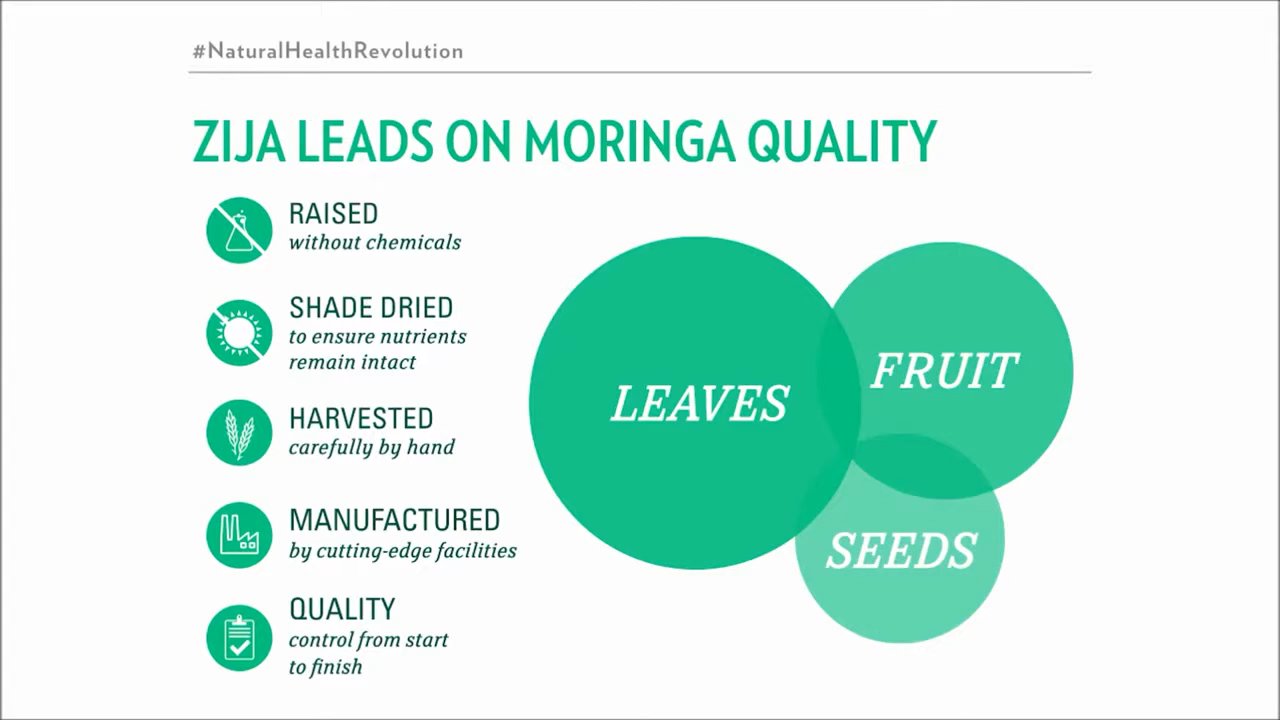 #NaturalHealthRevolution
ZIJA LEADS ON MORINGA QUALITY
RAISED
without chemicals
SHADE DRIED
to ensure nutrients
remain intact
HARVESTED
carefully by hand
MANUFACTURED
by cutting-edge facilities
QUALITY
control from start
to finish
LEAVES
FRUIT
SEEDS